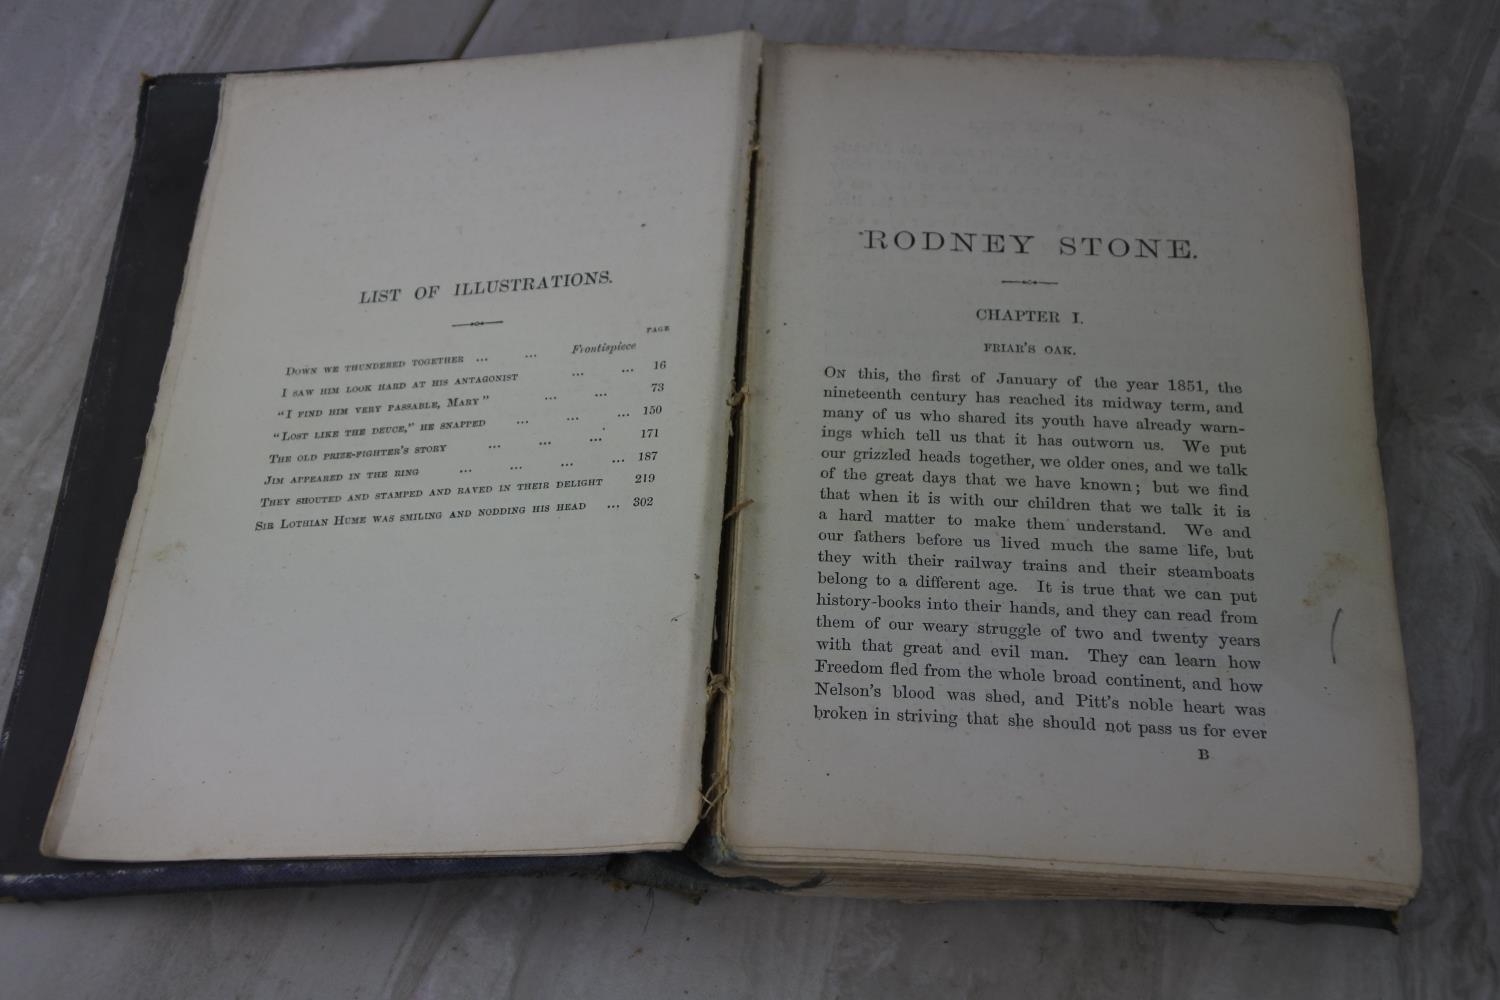 LIST OF ILLUSTRATIONS.
PAGE
DOWN WE THUNDERED TOGETHER ... ... Frontispiece
I SAW HIM LOOK HARD AT HIS ANTAGONIST ... ... 16
"I FIND HIM VERY PASSABLE, MARY" ... ... 73
"LOST LIKE THE DEUCE," HE SNAPPED ... ... ... 150
THE OLD PRIZE-FIGHTER'S STORY ... ... ... 171
JIM APPEARED IN THE RING ... ... ... ... 187
THEY SHOUTED AND STAMPED AND RAVED IN THEIR DELIGHT 219
SIR LOTHIAN HUME WAS SMILING AND NODDING HIS HEAD ... 302
RODNEY STONE.
CHAPTER I.
FRIAR'S OAK.
ON this, the first of January of the year 1851, the
nineteenth century has reached its midway term, and
many of us who shared its youth have already warn-
ings which tell us that it has outworn us. We put
our grizzled heads together, we older ones, and we talk
of the great days that we have known; but we find
that when it is with our children that we talk it is
a hard matter to make them understand. We and
our fathers before us lived much the same life, but
they with their railway trains and their steamboats
belong to a different age. It is true that we can put
history-books into their hands, and they can read from
them of our weary struggle of two and twenty years
with that great and evil man. They can learn how
Freedom fled from the whole broad continent, and how
Nelson's blood was shed, and Pitt's noble heart was
broken in striving that she should not pass us for ever
B